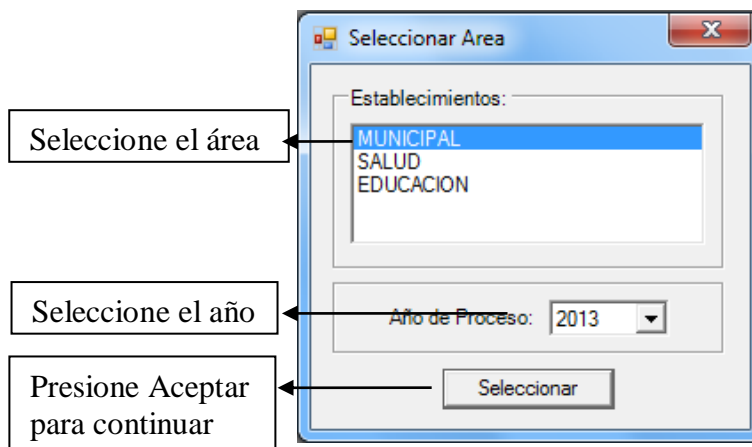 Seleccionar Area
Establecimientos:
Seleccione el área
MUNICIPAL
SALUD
EDUCACION
Seleccione el año
Año de Proceso: 2013
Presione Aceptar
para continuar
Seleccionar